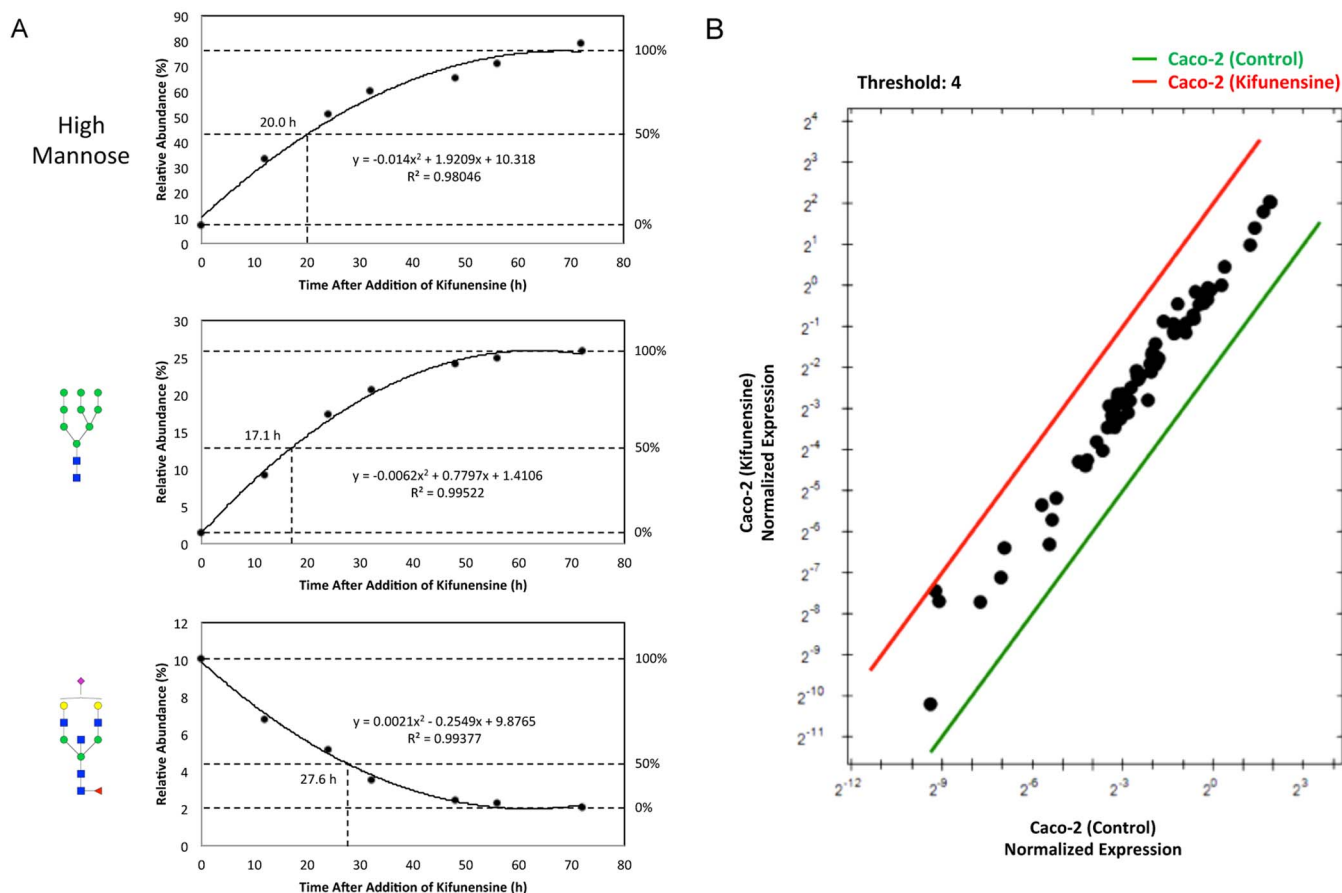 A
High
Mannose
Relative Abundance (%)
90
80
70
60
50
40
30
20
10
0
100%
50%
0%
20.0 h
y = -0.014x² + 1.9209x + 10.318
R² = 0.98046
0 10 20 30 40 50 60 70 80
Time After Addition of Kifunensine (h)
Relative Abundance (%)
30
25
20
15
10
5
0
100%
50%
0%
17.1 h
y = -0.0062x² + 0.7797x + 1.4106
R² = 0.99522
0 10 20 30 40 50 60 70 80
Time After Addition of Kifunensine (h)
Relative Abundance (%)
12
10
8
6
4
2
0
100%
50%
0%
y = 0.0021x² - 0.2549x + 9.8765
R² = 0.99377
27.6 h
0 10 20 30 40 50 60 70 80
Time After Addition of Kifunensine (h)
B
Caco-2 (Control)
Caco-2 (Kifunensine)
Threshold: 4
Caco-2 (Kifunensine)
Normalized Expression
2⁴
2³
2²
2¹
2⁰
2⁻¹
2⁻²
2⁻³
2⁻⁴
2⁻⁵
2⁻⁶
2⁻⁷
2⁻⁸
2⁻⁹
2⁻¹⁰
2⁻¹¹
2⁻¹² 2⁻⁹ 2⁻⁶ 2⁻³ 2⁰ 2³
Caco-2 (Control)
Normalized Expression